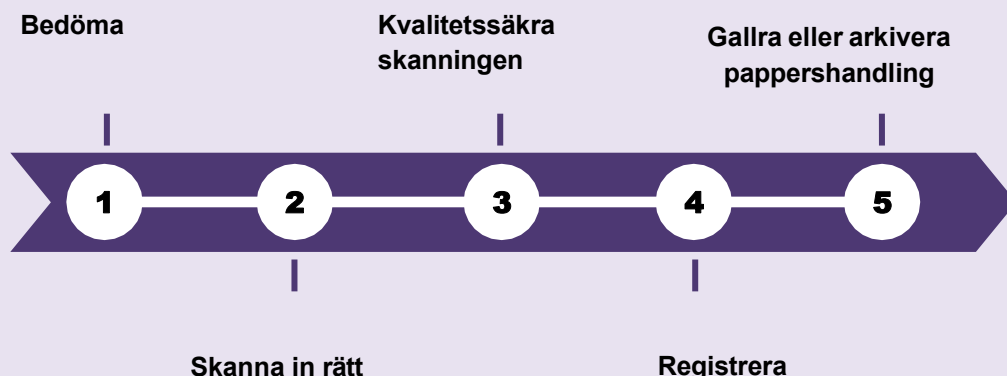 Bedöma
Kvalitetssäkra
skanningen
Gallra eller arkivera
pappershandling
1
2
3
4
5
Skanna in rätt
Registrera